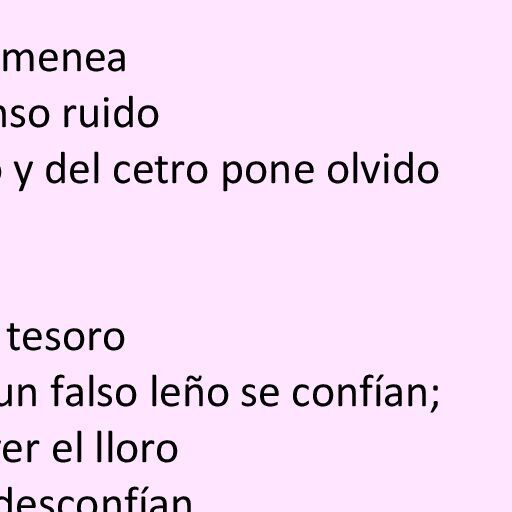 menea
nso ruido
o y del cetro pone olvido
tesoro
un falso leño se confían;
ver el lloro
desconfían